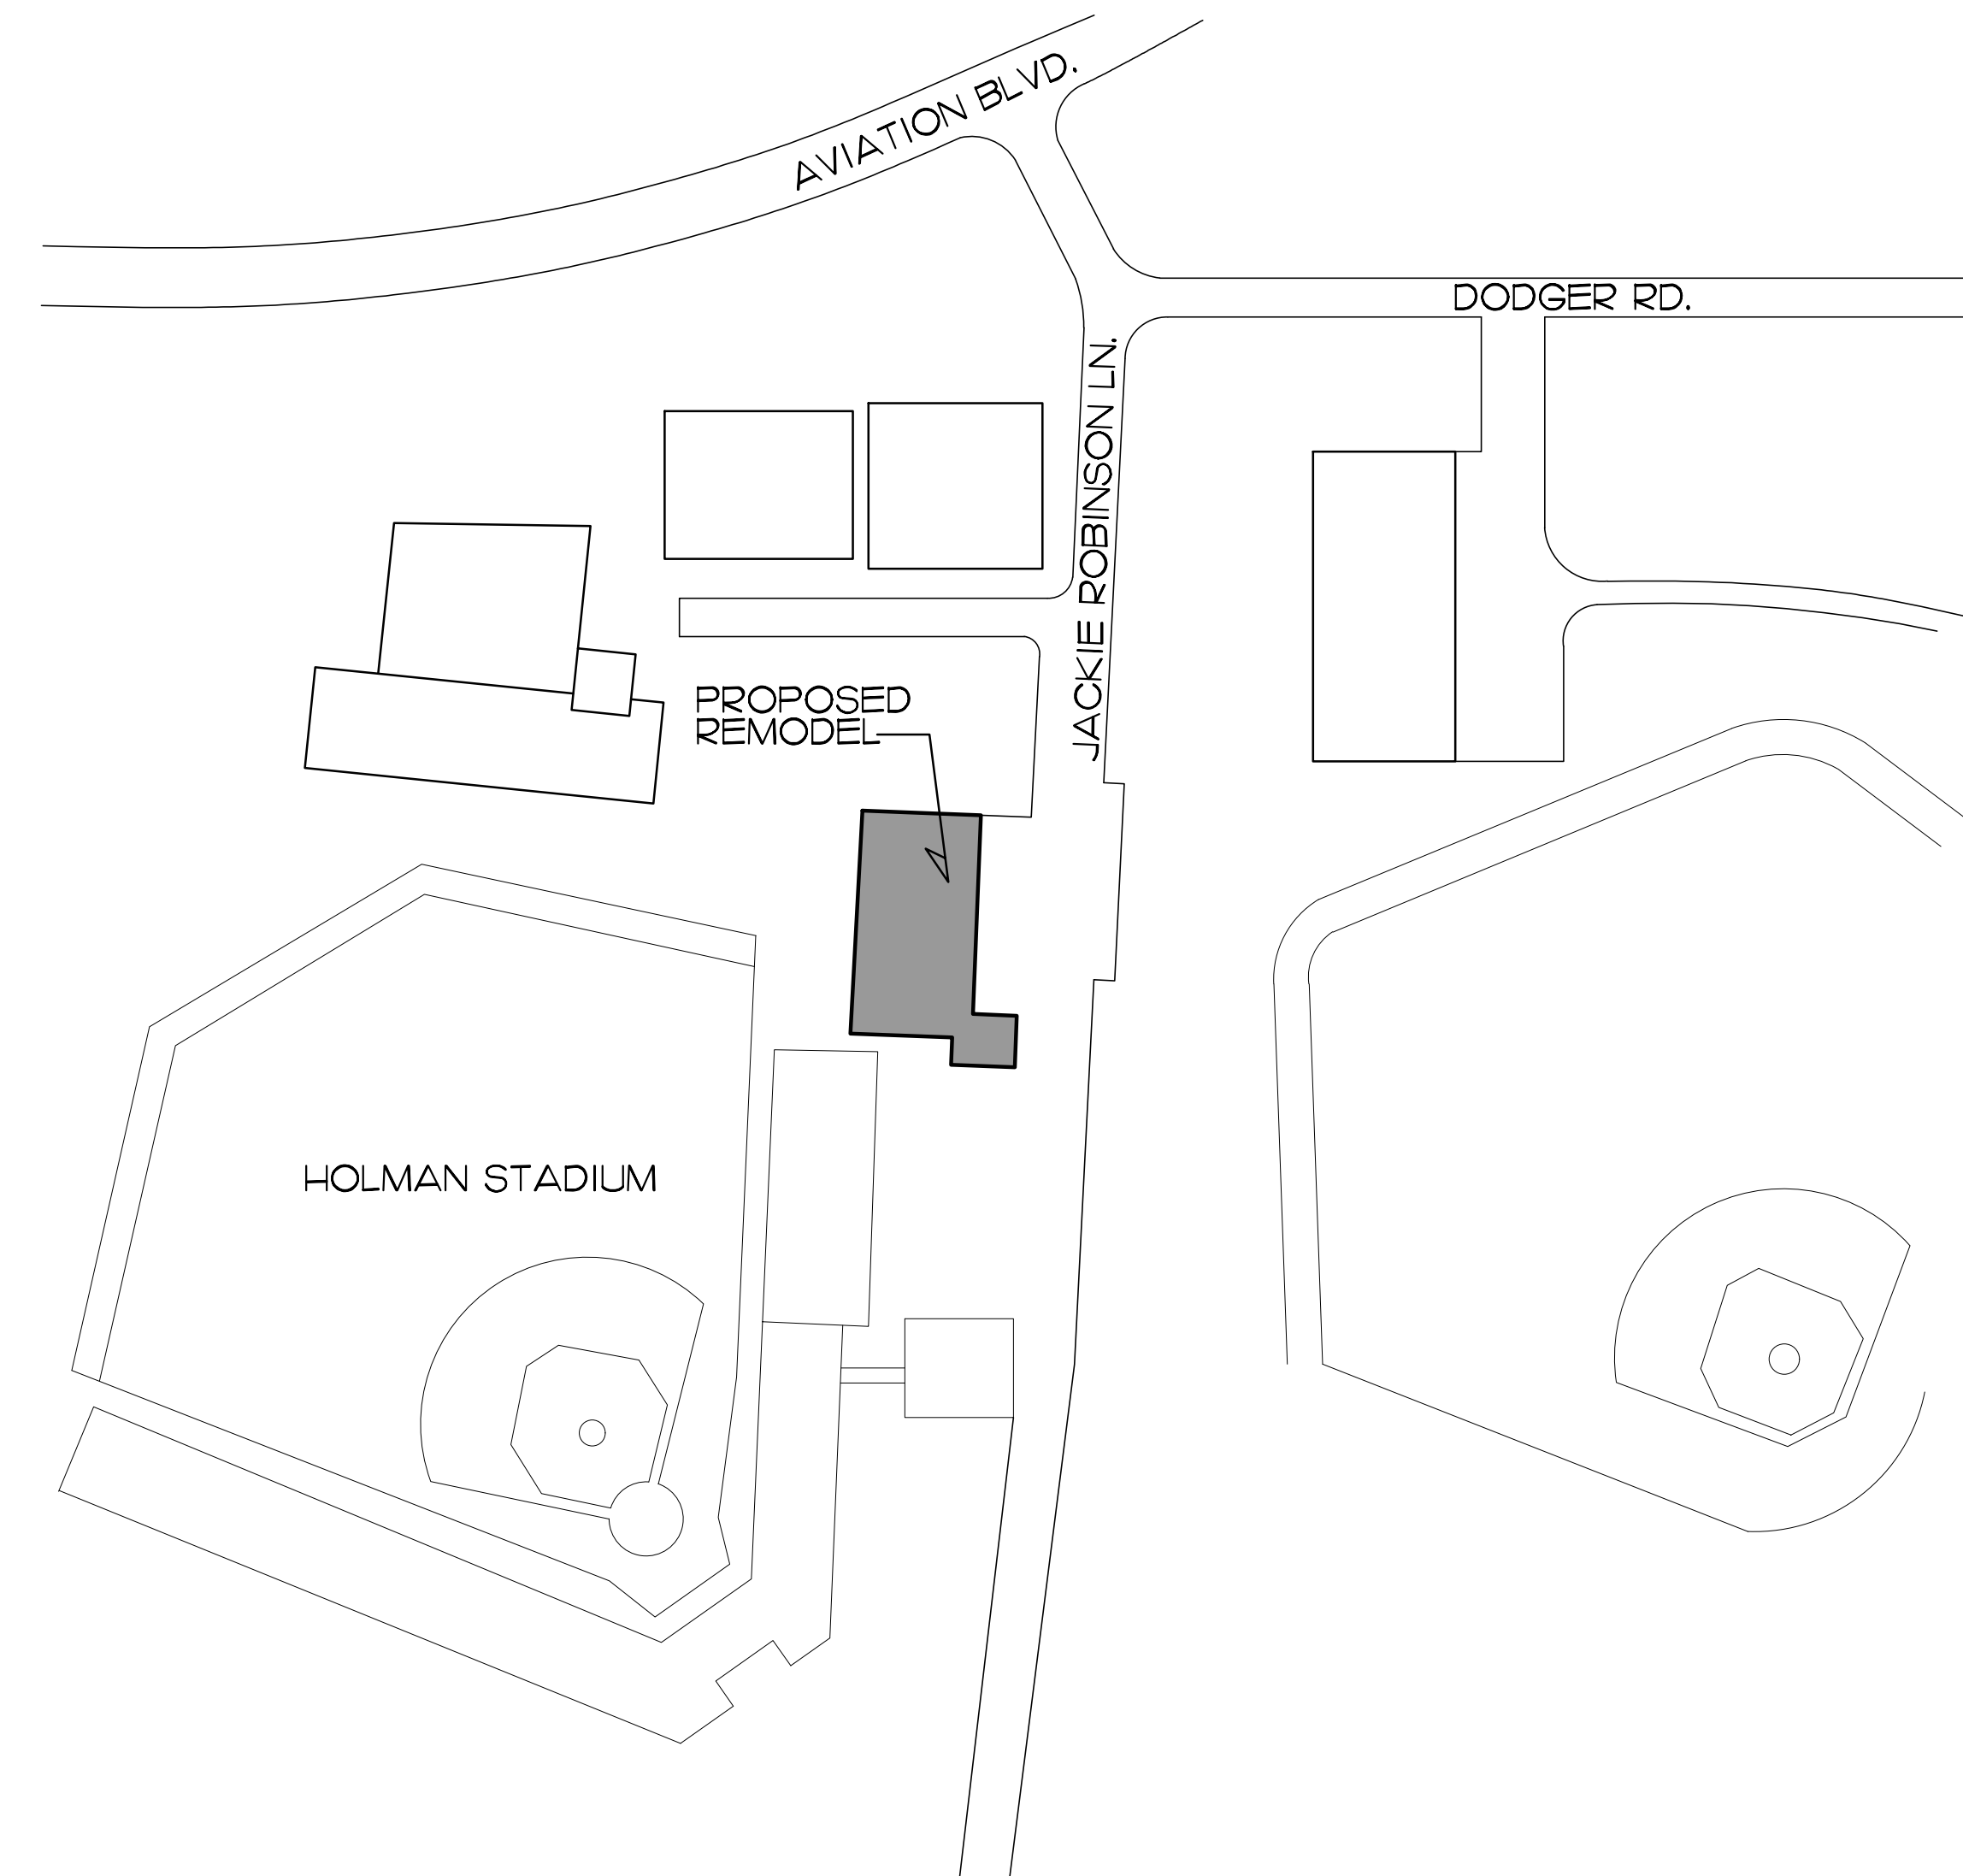 AVIATION BLVD.
DODGER RD.
JACKIE ROBINSON LN.
PROPOSED
REMODEL
HOLMAN STADIUM